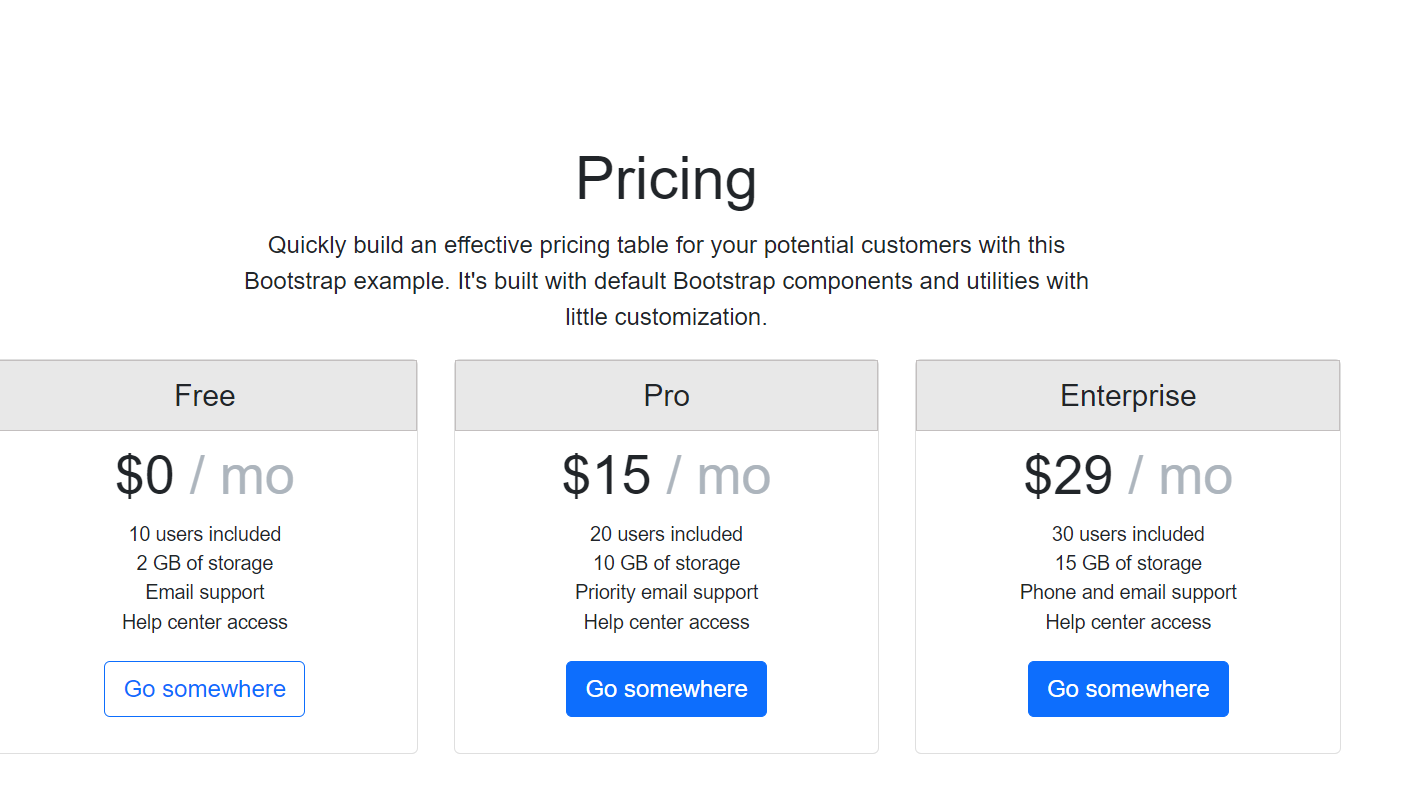 Pricing
Quickly build an effective pricing table for your potential customers with this
Bootstrap example. It's built with default Bootstrap components and utilities with
little customization.
Free
$0 / mo
10 users included
2 GB of storage
Email support
Help center access
Go somewhere
Pro
$15 / mo
20 users included
10 GB of storage
Priority email support
Help center access
Go somewhere
Enterprise
$29 / mo
30 users included
15 GB of storage
Phone and email support
Help center access
Go somewhere